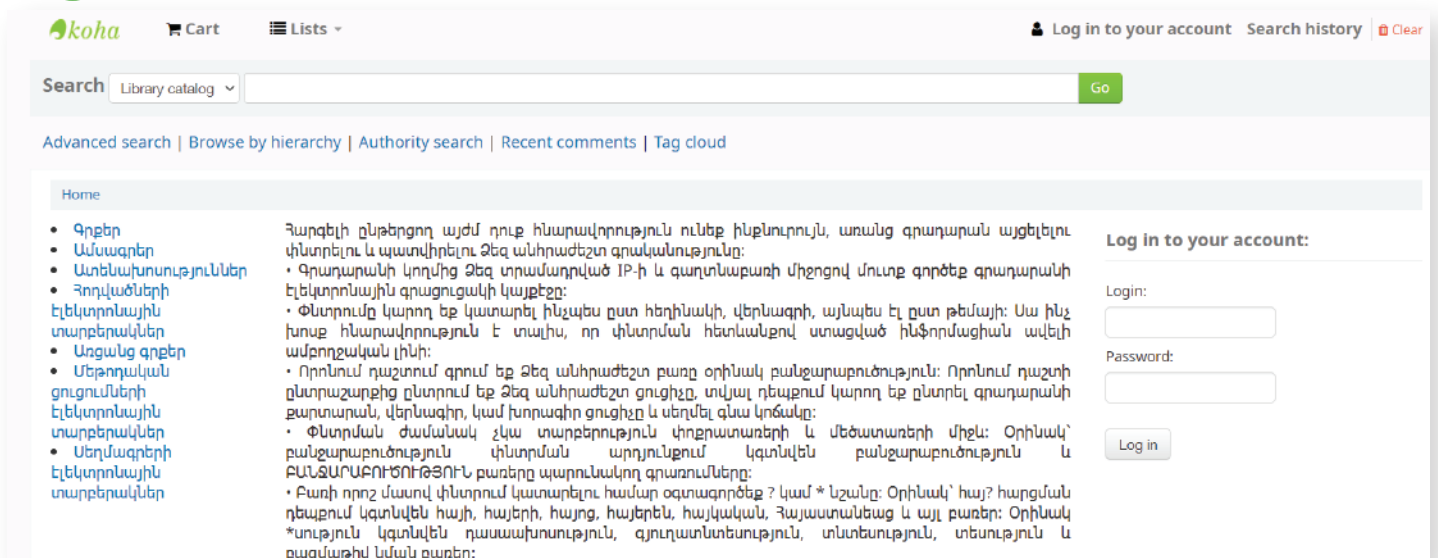 koha Cart Lists Log in to your account Search history Clear
Search Library catalog Go
Advanced search | Browse by hierarchy | Authority search | Recent comments | Tag cloud
Home
• Գրքեր
• Ամսագրեր
• Ատենախոսություններ
• Հոդվածների
էլեկտրոնային
տարբերակներ
• Առցանց գրքեր
• Մեթոդական
ցուցումների
էլեկտրոնային
տարբերակներ
• Սեղմագրերի
էլեկտրոնային
տարբերակներ
Հարգելի ընթերցող այժմ դուք հնարավորություն ունեք ինքնուրույն, առանց գրադարան այցելելու
փնտրելու և պատվիրելու Ձեզ անհրաժեշտ գրականությունը:
• Գրադարանի կողմից Ձեզ տրամադրված IP-ի և գաղտնաբառի միջոցով մուտք գործեք գրադարանի
էլեկտրոնային գրացուցակի կայքէջը:
• Փնտրումը կարող եք կատարել ինչպես ըստ հեղինակի, վերնագրի, այնպես էլ ըստ թեմայի: Սա ինչ
խոսք հնարավորություն է տալիս, որ փնտրման հետևանքով ստացված ինֆորմացիան ավելի
ամբողջական լինի:
• Որոնում դաշտում գրում եք Ձեզ անհրաժեշտ բառը օրինակ բանջարաբուծություն: Որոնում դաշտի
ընտրաշարքից ընտրում եք Ձեզ անհրաժեշտ ցուցիչը, տվյալ դեպքում կարող եք ընտրել գրադարանի
քարտարան, վերնագիր, կամ խորագիր ցուցիչը և սեղմել գնա կոճակը:
• Փնտրման ժամանակ չկա տարբերություն փոքրատառերի և մեծատառերի միջև: Օրինակ՝
բանջարաբուծություն փնտրման արդյունքում կգտնվեն բանջարաբուծություն և
ԲԱՆՋԱՐԱԲՈՒԾՈՒԹՅՈՒՆ բառերը պարունակող գրառումները:
• Բառի որոշ մասով փնտրում կատարելու համար օգտագործեք ? կամ * նշանը: Օրինակ՝ հայ? հարցման
դեպքում կգտնվեն հայի, հայերի, հայոց, հայերեն, հայկական, Հայաստանեաց և այլ բառեր: Օրինակ
*սություն կգտնվեն դասախոսություն, գյուղատնտեսություն, տնտեսություն, տեսություն և
բազմաթիվ նման բառեր:
Log in to your account:
Login:
Password:
Log in